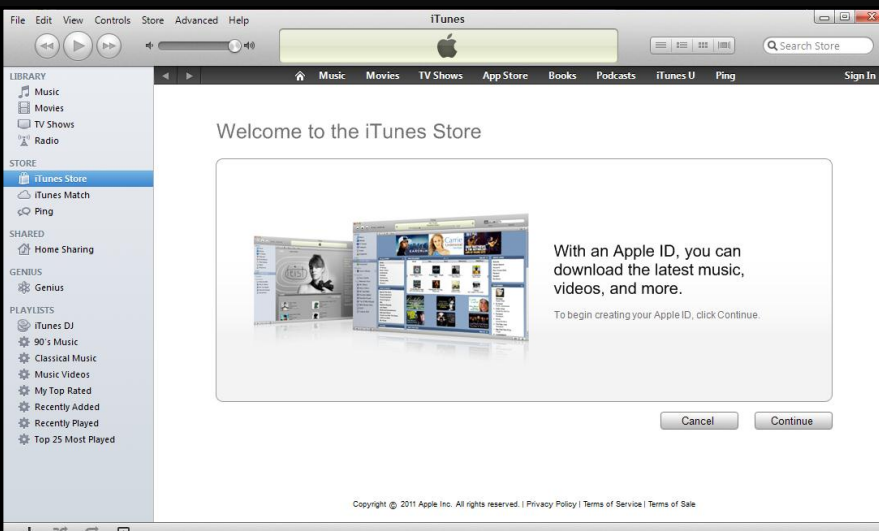 iTunes
File Edit View Controls Store Advanced Help
Search Store
LIBRARY
Music
Movies
TV Shows
Radio
STORE
iTunes Store
iTunes Match
Ping
SHARED
Home Sharing
GENIUS
Genius
PLAYLISTS
iTunes DJ
90's Music
Classical Music
Music Videos
My Top Rated
Recently Added
Recently Played
Top 25 Most Played
Music Movies TV Shows App Store Books Podcasts iTunes U Ping Sign In
Welcome to the iTunes Store
With an Apple ID, you can
download the latest music,
videos, and more.
To begin creating your Apple ID, click Continue.
Cancel Continue
Copyright © 2011 Apple Inc. All rights reserved. | Privacy Policy | Terms of Service | Terms of Sale